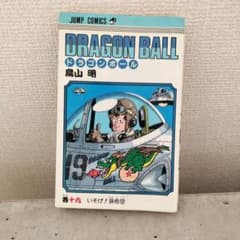 JUMP COMICS
DRAGON BALL
ドラゴンボール
鳥山 明
19
巻十九 いそげ!孫悟空